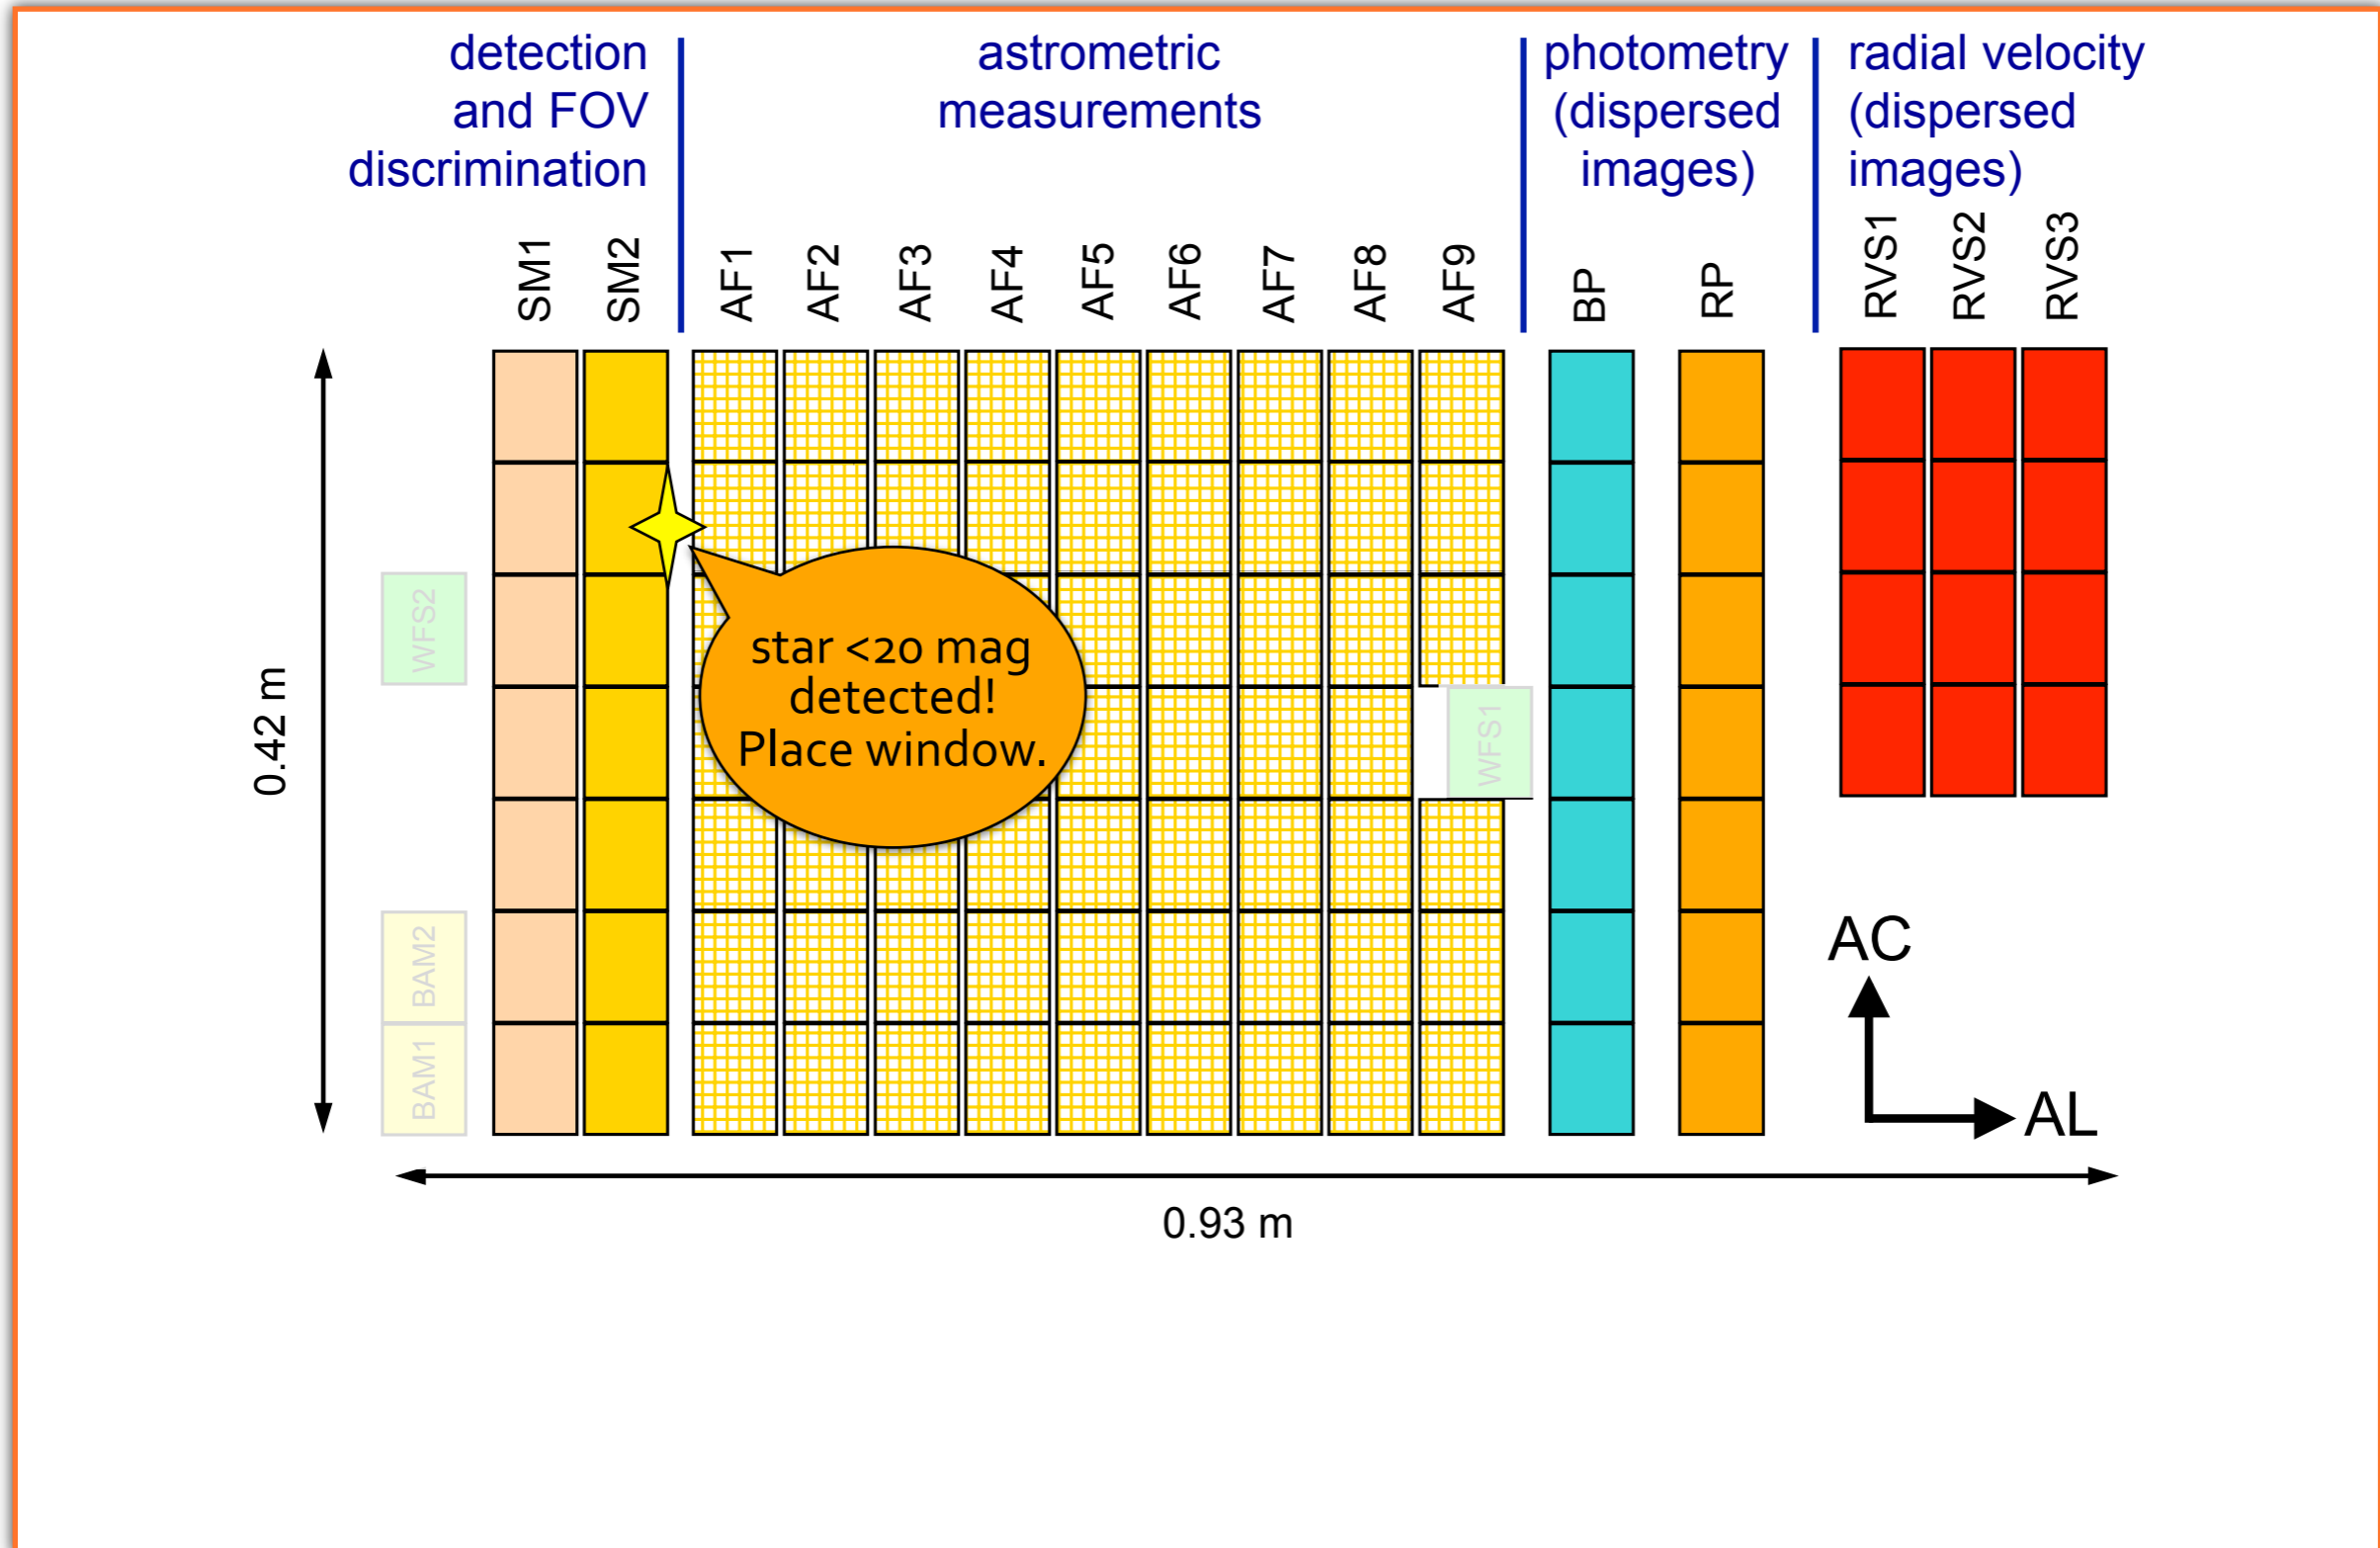 detection
and FOV
discrimination
astrometric
measurements
photometry
(dispersed
images)
radial velocity
(dispersed
images)
SM1
SM2
AF1
AF2
AF3
AF4
AF5
AF6
AF7
AF8
AF9
BP
RP
RVS1
RVS2
RVS3
WFS2
star <20 mag
detected!
Place window.
WFS1
0.42 m
BAM2
BAM1
AC
AL
0.93 m